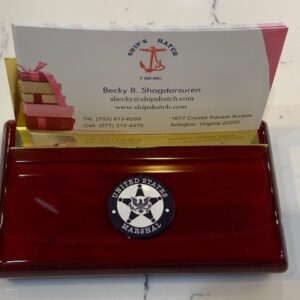 SHIP'S HATCH
T OD INC.
Becky B. Shagdarsuren
sbecky@shipshatch.com
www.shipshatch.com
Tel. (703) 413-6289
Cell: (571) 315-4470
1677 Crystal Square Arcade
Arlington, Virginia 22202
UNITED STATES
MARSHAL